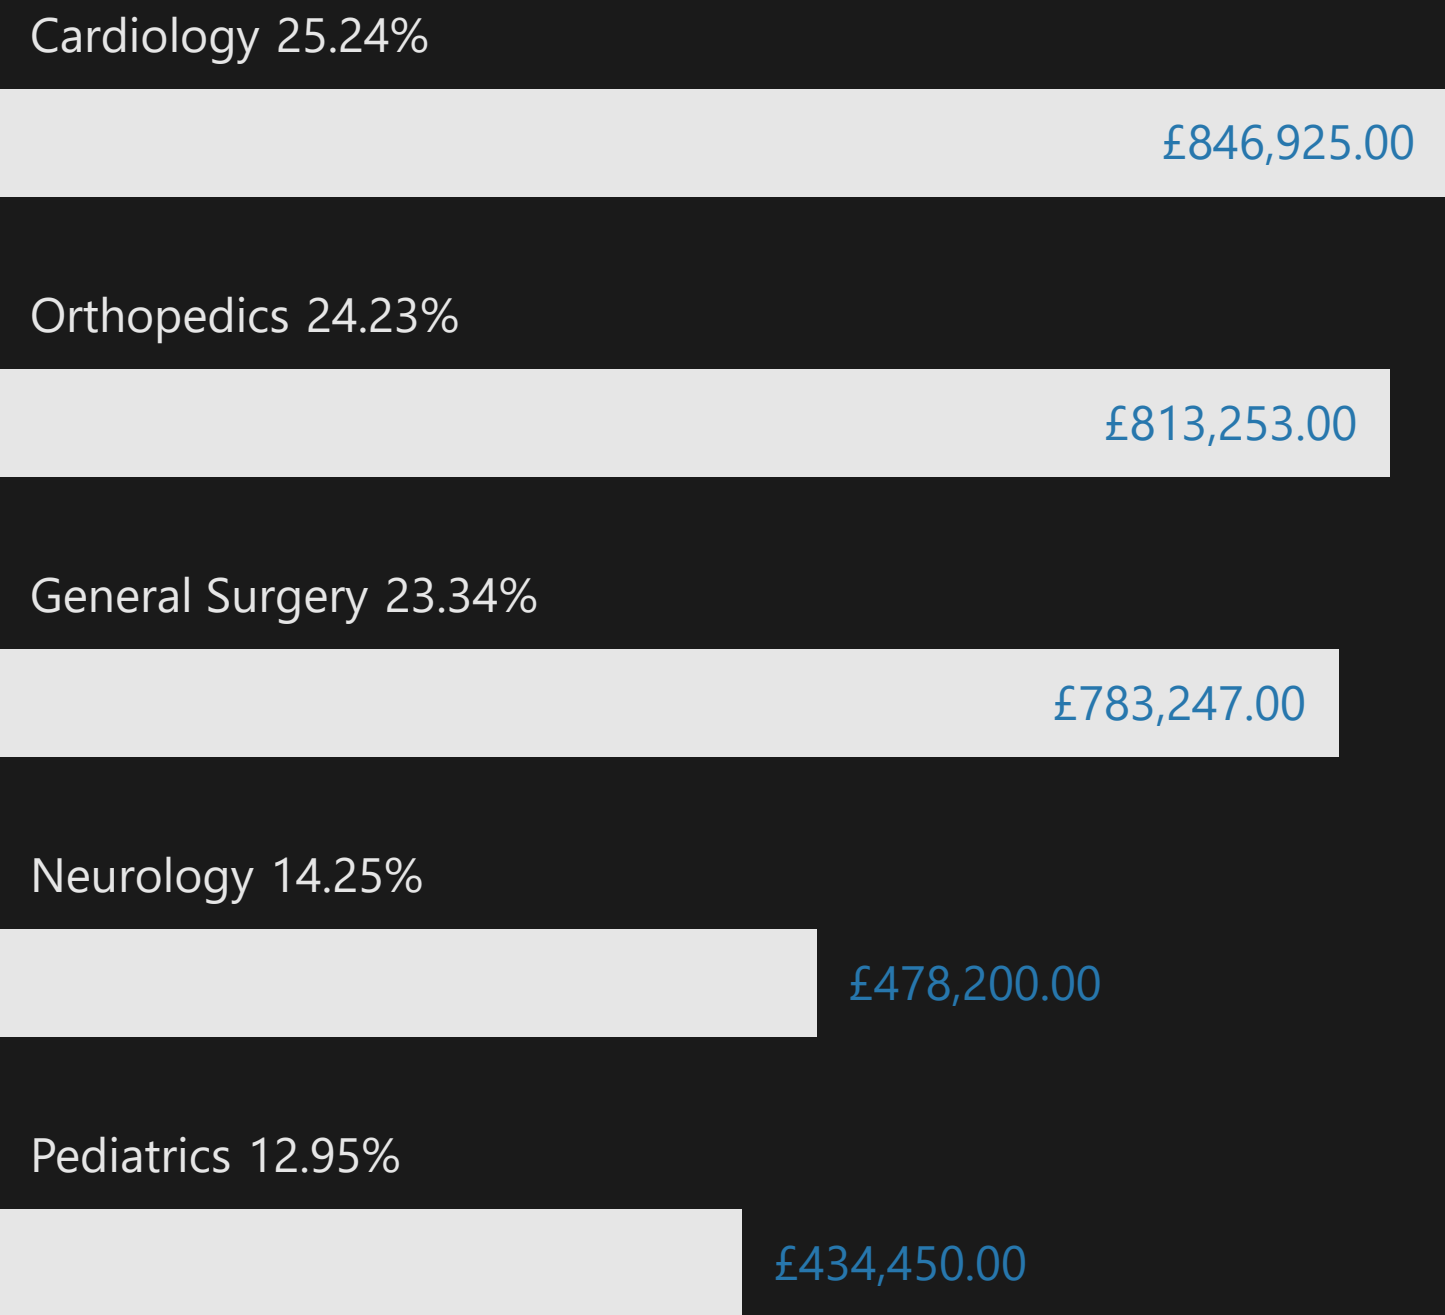 Cardiology 25.24%
£846,925.00
Orthopedics 24.23%
£813,253.00
General Surgery 23.34%
£783,247.00
Neurology 14.25%
£478,200.00
Pediatrics 12.95%
£434,450.00